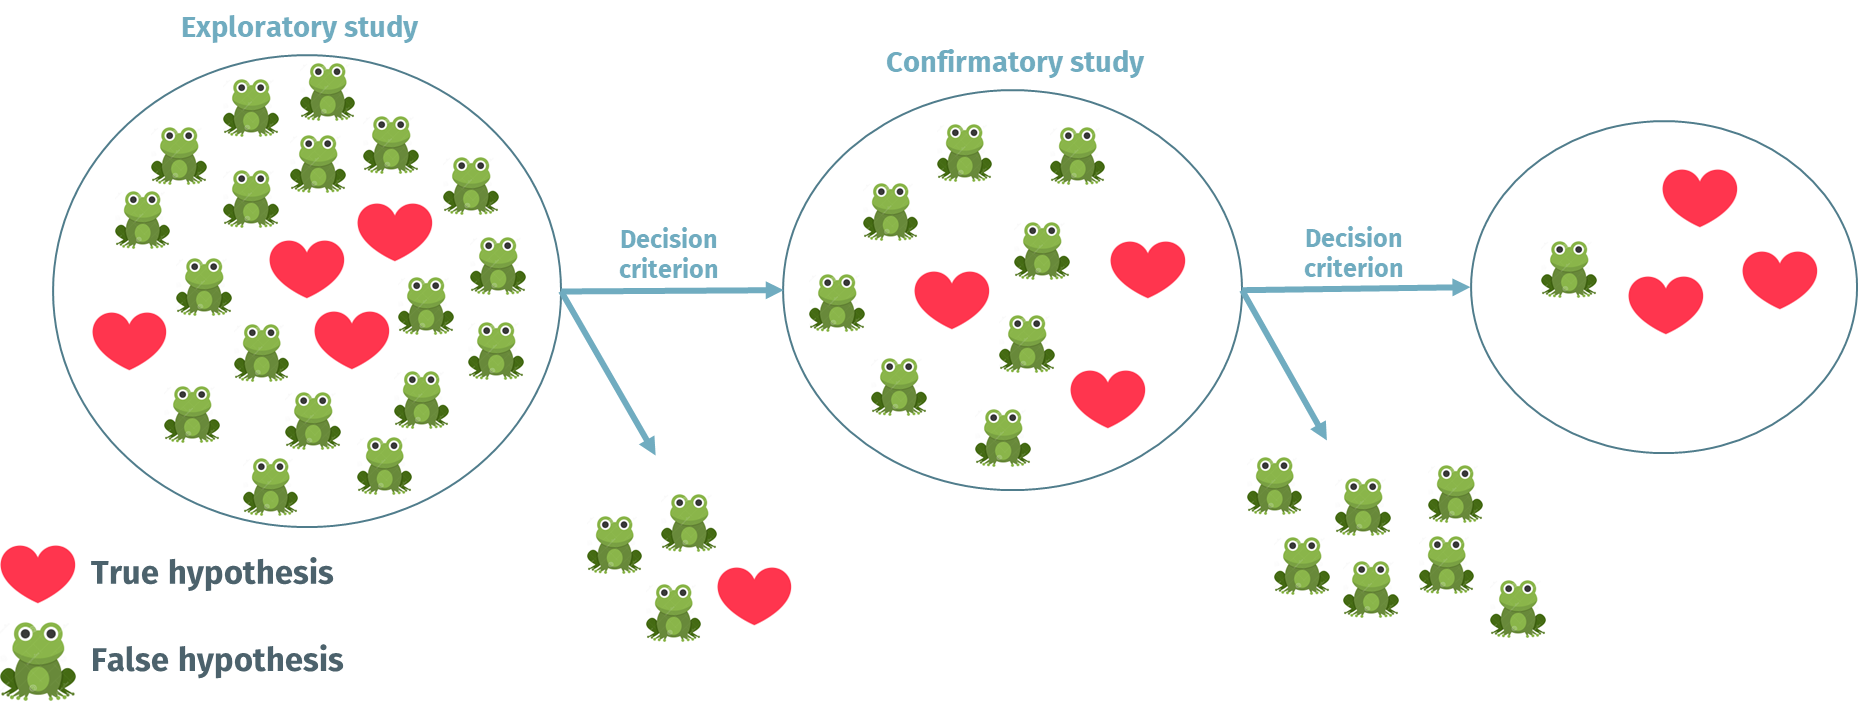 Exploratory study
Confirmatory study
Decision
criterion
Decision
criterion
True hypothesis
False hypothesis